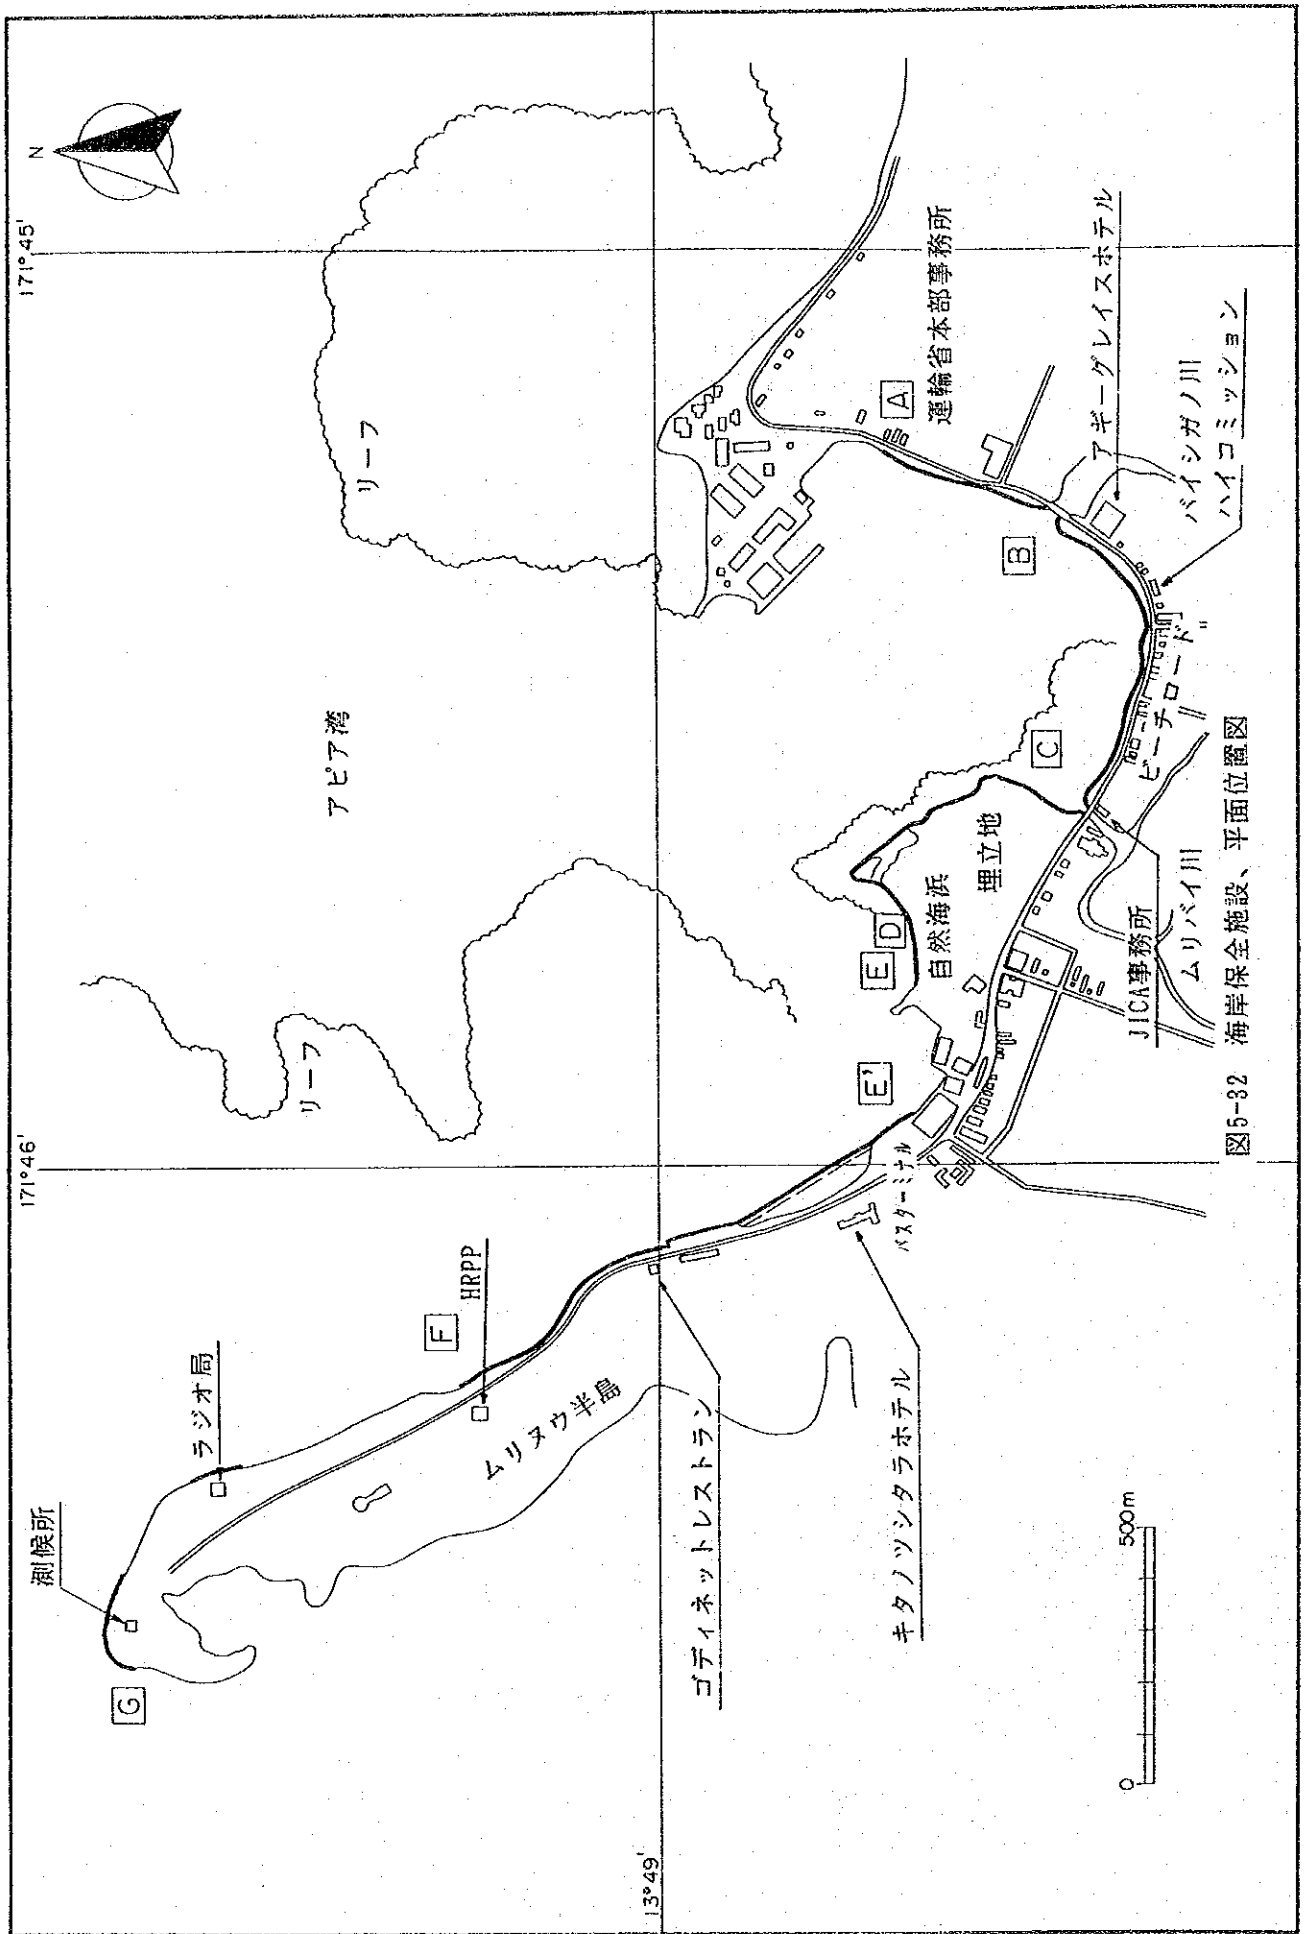 171°46'
171°45'
N
測候所
ラジオ局
G
F
HRPP
リーフ
アピア湾
リーフ
ムリヌウ半島
13°49'
ゴディネットレストラン
キタノツシタラホテル
バスターミナル
E'
E
D
自然海浜
埋立地
C
B
A
運輸省本部事務所
アギーグレイスホテル
バイシガノ川
ハイコミッション
ビーチロード"
JICA事務所
ムリバイ川
0
500m
図5-32 海岸保全施設、平面位置図